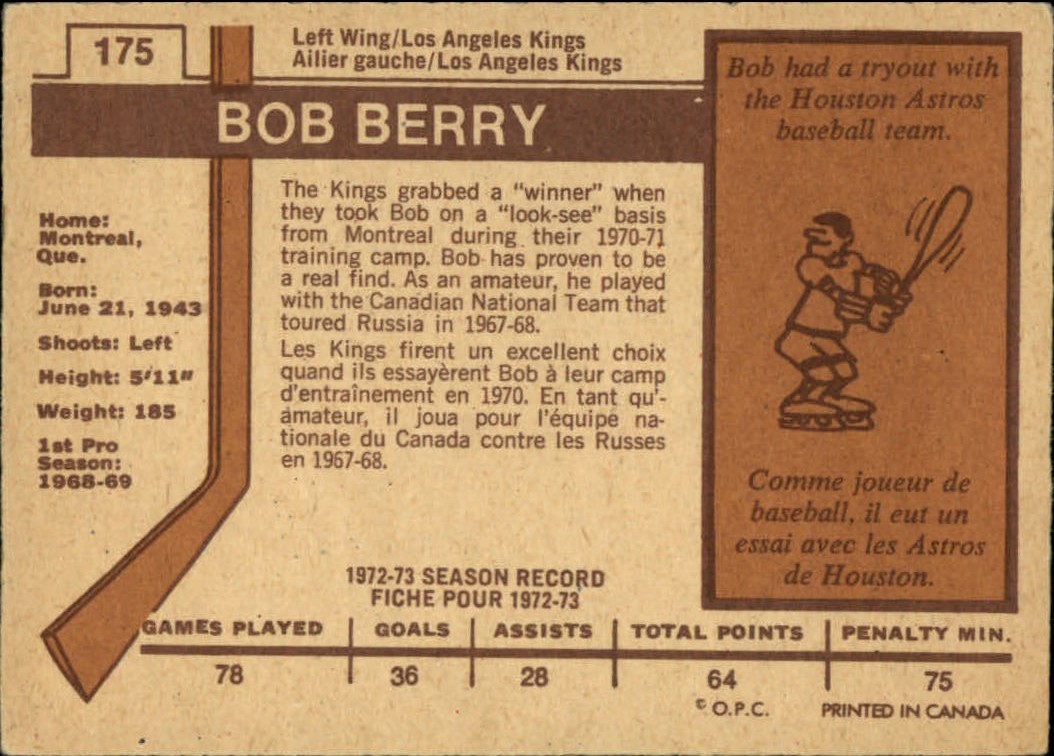 175
Left Wing/Los Angeles Kings
Ailier gauche/Los Angeles Kings
BOB BERRY
Home:
Montreal,
Que.
Born:
June 21, 1943
Shoots: Left
Height: 5'11"
Weight: 185
1st Pro
Season:
1968-69
The Kings grabbed a "winner" when
they took Bob on a "look-see" basis
from Montreal during their 1970-71
training camp. Bob has proven to be
a real find. As an amateur, he played
with the Canadian National Team that
toured Russia in 1967-68.
Les Kings firent un excellent choix
quand ils essayèrent Bob à leur camp
d'entraînement en 1970. En tant qu'-
amateur, il joua pour l'équipe na-
tionale du Canada contre les Russes
en 1967-68.
Bob had a tryout with
the Houston Astros
baseball team.
Comme joueur de
baseball, il eut un
essai avec les Astros
de Houston.
1972-73 SEASON RECORD
FICHE POUR 1972-73
GAMES PLAYED GOALS ASSISTS TOTAL POINTS PENALTY MIN.
78 36 28 64 75
© O.P.C. PRINTED IN CANADA